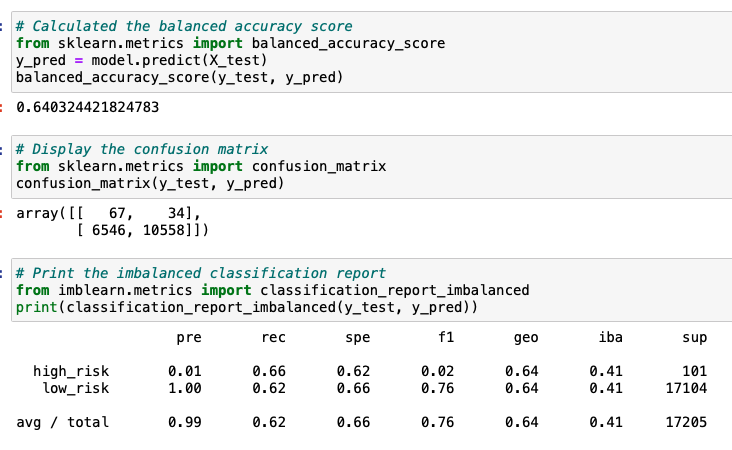 # Calculated the balanced accuracy score
from sklearn.metrics import balanced_accuracy_score
y_pred = model.predict(X_test)
balanced_accuracy_score(y_test, y_pred)
0.640324421824783
# Display the confusion matrix
from sklearn.metrics import confusion_matrix
confusion_matrix(y_test, y_pred)
array([[   67,    34],
       [ 6546, 10558]])
# Print the imbalanced classification report
from imblearn.metrics import classification_report_imbalanced
print(classification_report_imbalanced(y_test, y_pred))
pre rec spe f1 geo iba sup
high_risk 0.01 0.66 0.62 0.02 0.64 0.41 101
low_risk 1.00 0.62 0.66 0.76 0.64 0.41 17104
avg / total 0.99 0.62 0.66 0.76 0.64 0.41 17205